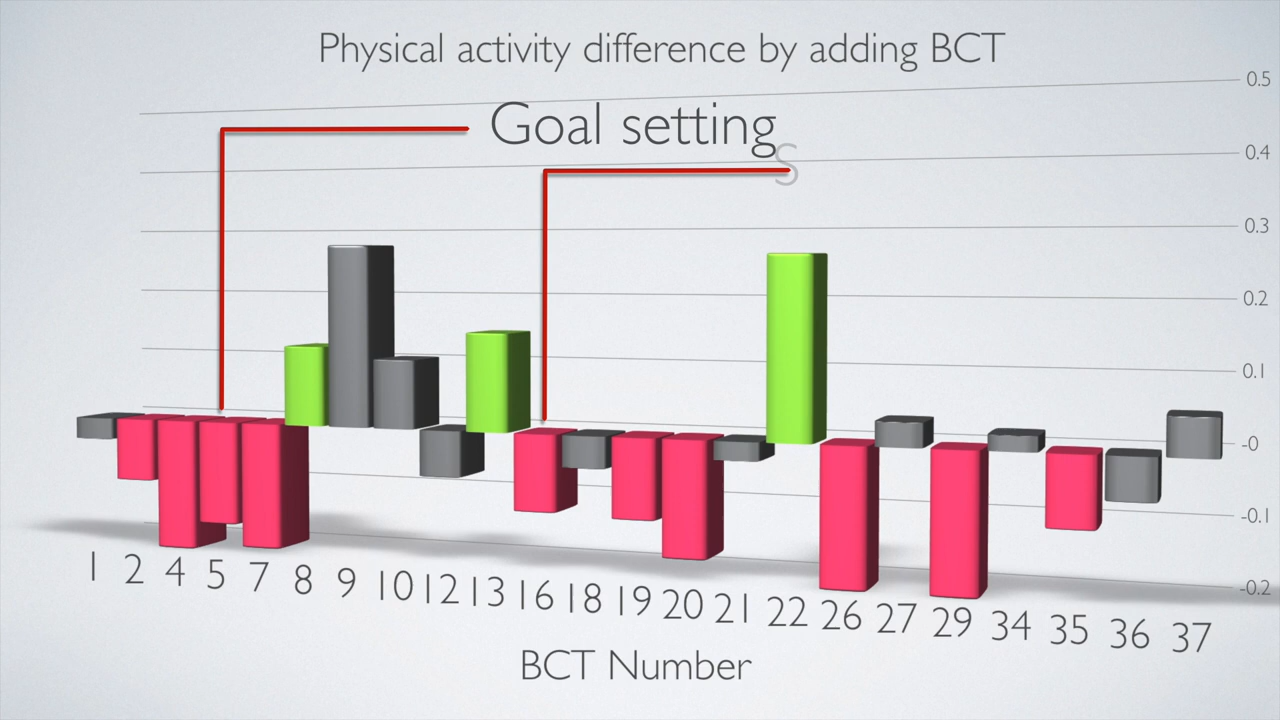 Physical activity difference by adding BCT
Goal setting
S
0.5
0.4
0.3
0.2
0.1
-0
-0.1
-0.2
1 2 4 5 7 8 9 10 12 13 16 18 19 20 21 22 26 27 29 34 35 36 37
BCT Number